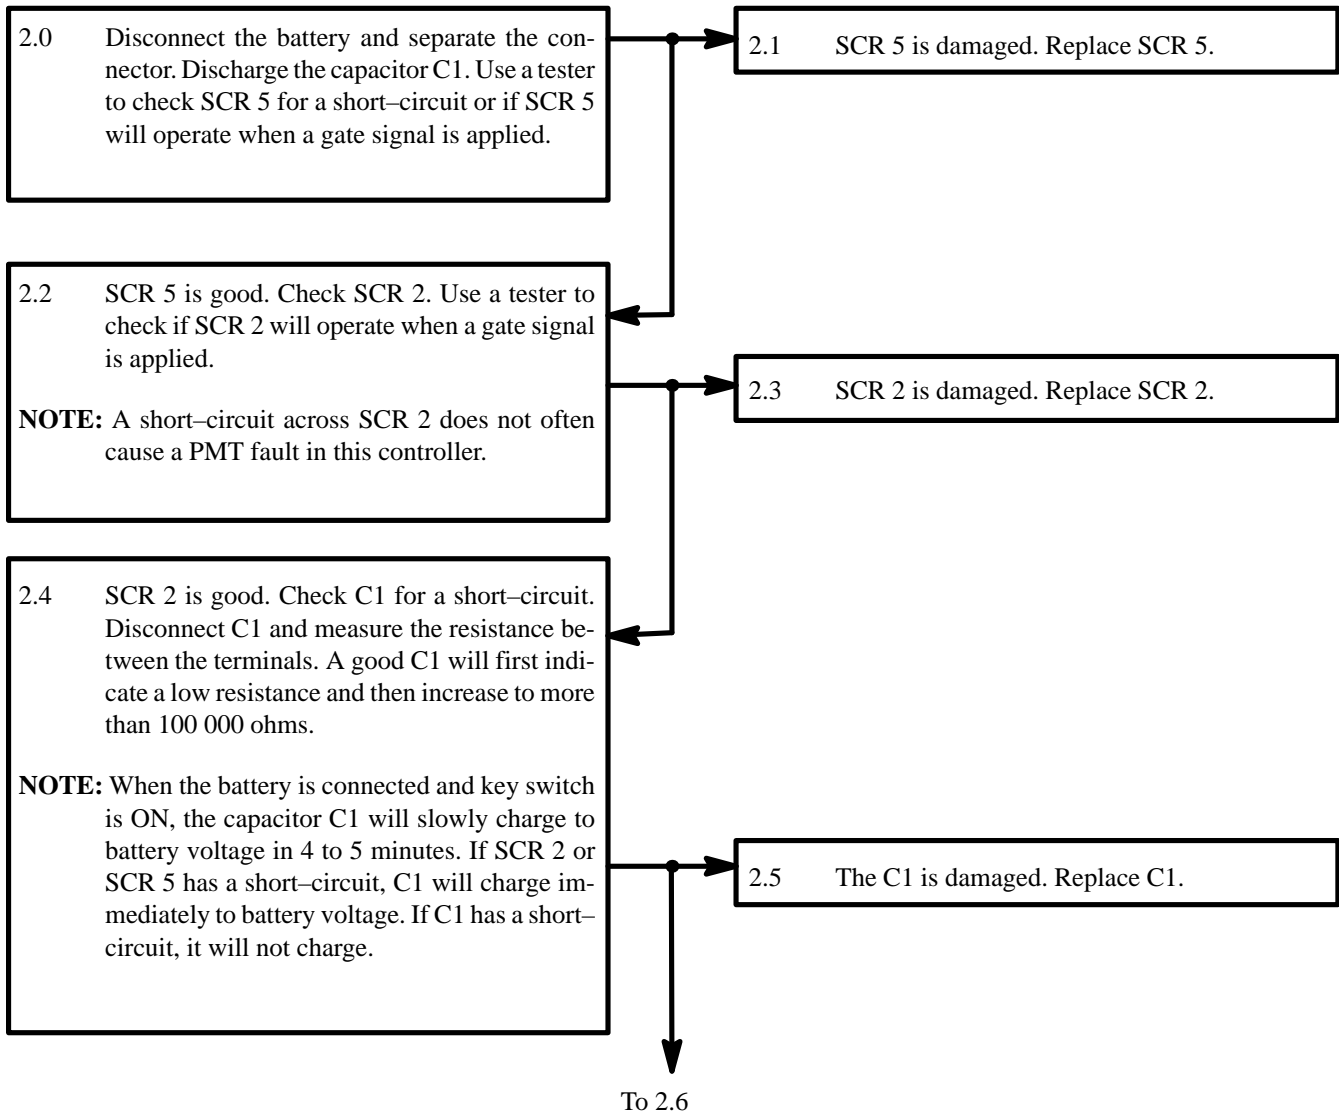 2.0 Disconnect the battery and separate the con-
nector. Discharge the capacitor C1. Use a tester
to check SCR 5 for a short–circuit or if SCR 5
will operate when a gate signal is applied.
2.1 SCR 5 is damaged. Replace SCR 5.
2.2 SCR 5 is good. Check SCR 2. Use a tester to
check if SCR 2 will operate when a gate signal
is applied.
NOTE: A short–circuit across SCR 2 does not often
cause a PMT fault in this controller.
2.3 SCR 2 is damaged. Replace SCR 2.
2.4 SCR 2 is good. Check C1 for a short–circuit.
Disconnect C1 and measure the resistance be-
tween the terminals. A good C1 will first indi-
cate a low resistance and then increase to more
than 100 000 ohms.
NOTE: When the battery is connected and key switch
is ON, the capacitor C1 will slowly charge to
battery voltage in 4 to 5 minutes. If SCR 2 or
SCR 5 has a short–circuit, C1 will charge im-
mediately to battery voltage. If C1 has a short–
circuit, it will not charge.
2.5 The C1 is damaged. Replace C1.
To 2.6